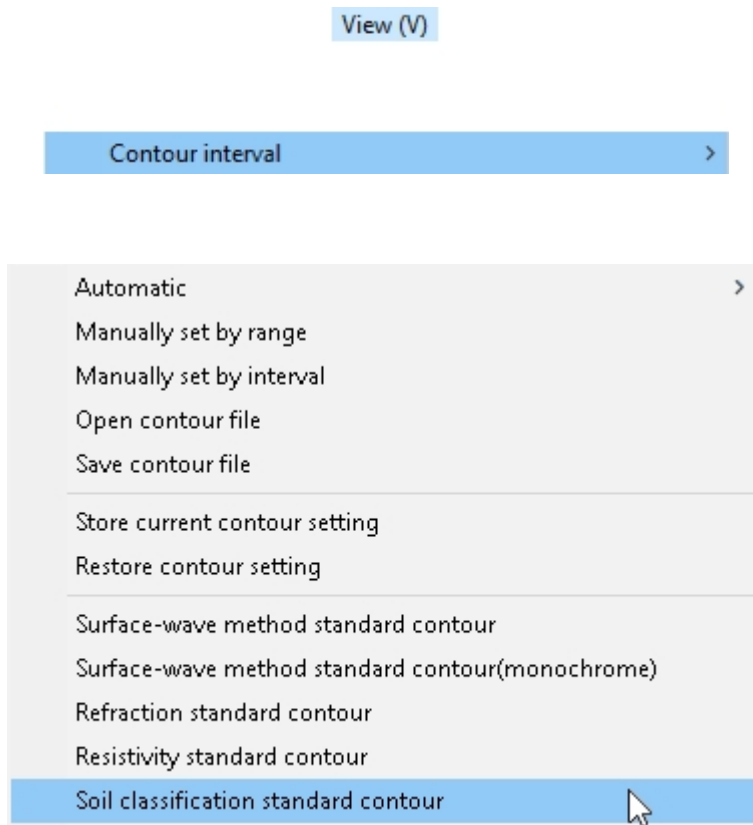 View (V)
Contour interval
Automatic
Manually set by range
Manually set by interval
Open contour file
Save contour file
Store current contour setting
Restore contour setting
Surface-wave method standard contour
Surface-wave method standard contour(monochrome)
Refraction standard contour
Resistivity standard contour
Soil classification standard contour